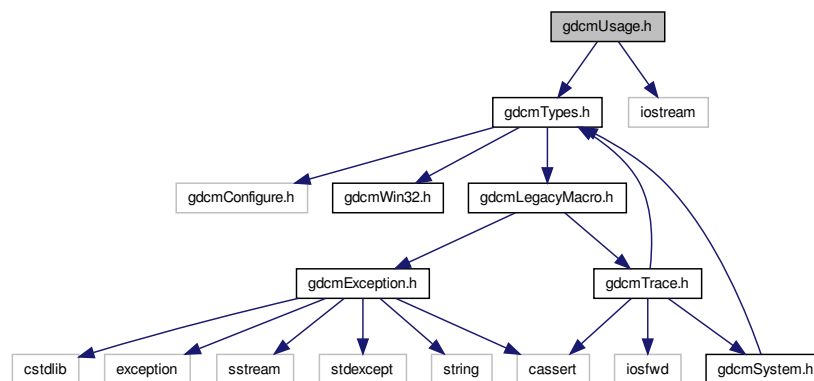 gdcmUsage.h
gdcmTypes.h
iostream
gdcmConfigure.h
gdcmWin32.h
gdcmLegacyMacro.h
gdcmException.h
gdcmTrace.h
cstdlib
exception
sstream
stdexcept
string
cassert
iosfwd
gdcmSystem.h